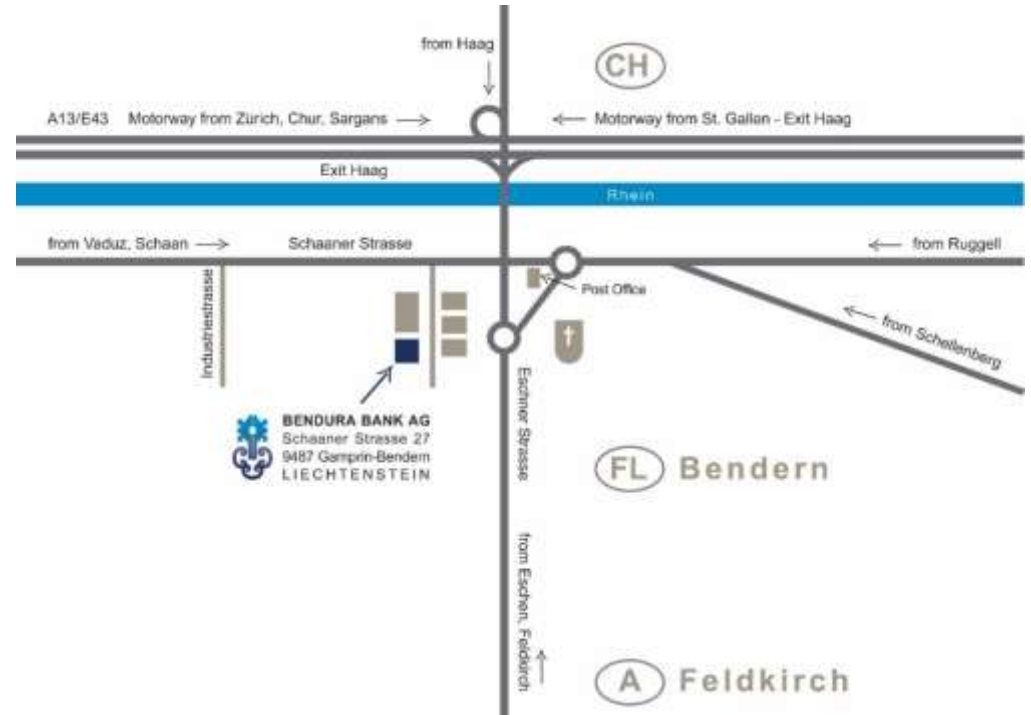 from Haag
CH
A13/E43 Motorway from Zürich, Chur, Sargans
Motorway from St. Gallen - Exit Haag
Exit Haag
Rhein
from Vaduz, Schaan
Schaaner Strasse
from Ruggell
Industriestrasse
Post Office
from Schellenberg
Eschner Strasse
BENDURA BANK AG
Schaaner Strasse 27
9487 Gamprin-Bendern
LIECHTENSTEIN
FL Bendern
from Eschen, Feldkirch
A Feldkirch